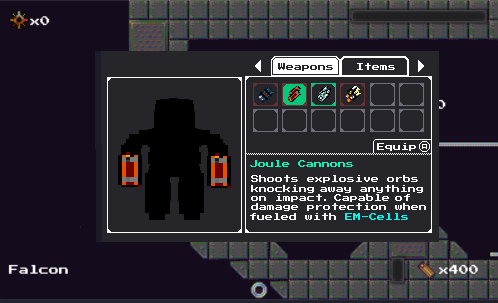 x0
Weapons
Items
0
Equip A
Joule Cannons
Shoots explosive orbs
knocking away anything
on impact. Capable of
damage protection when
fueled with EM-Cells
Falcon
x400